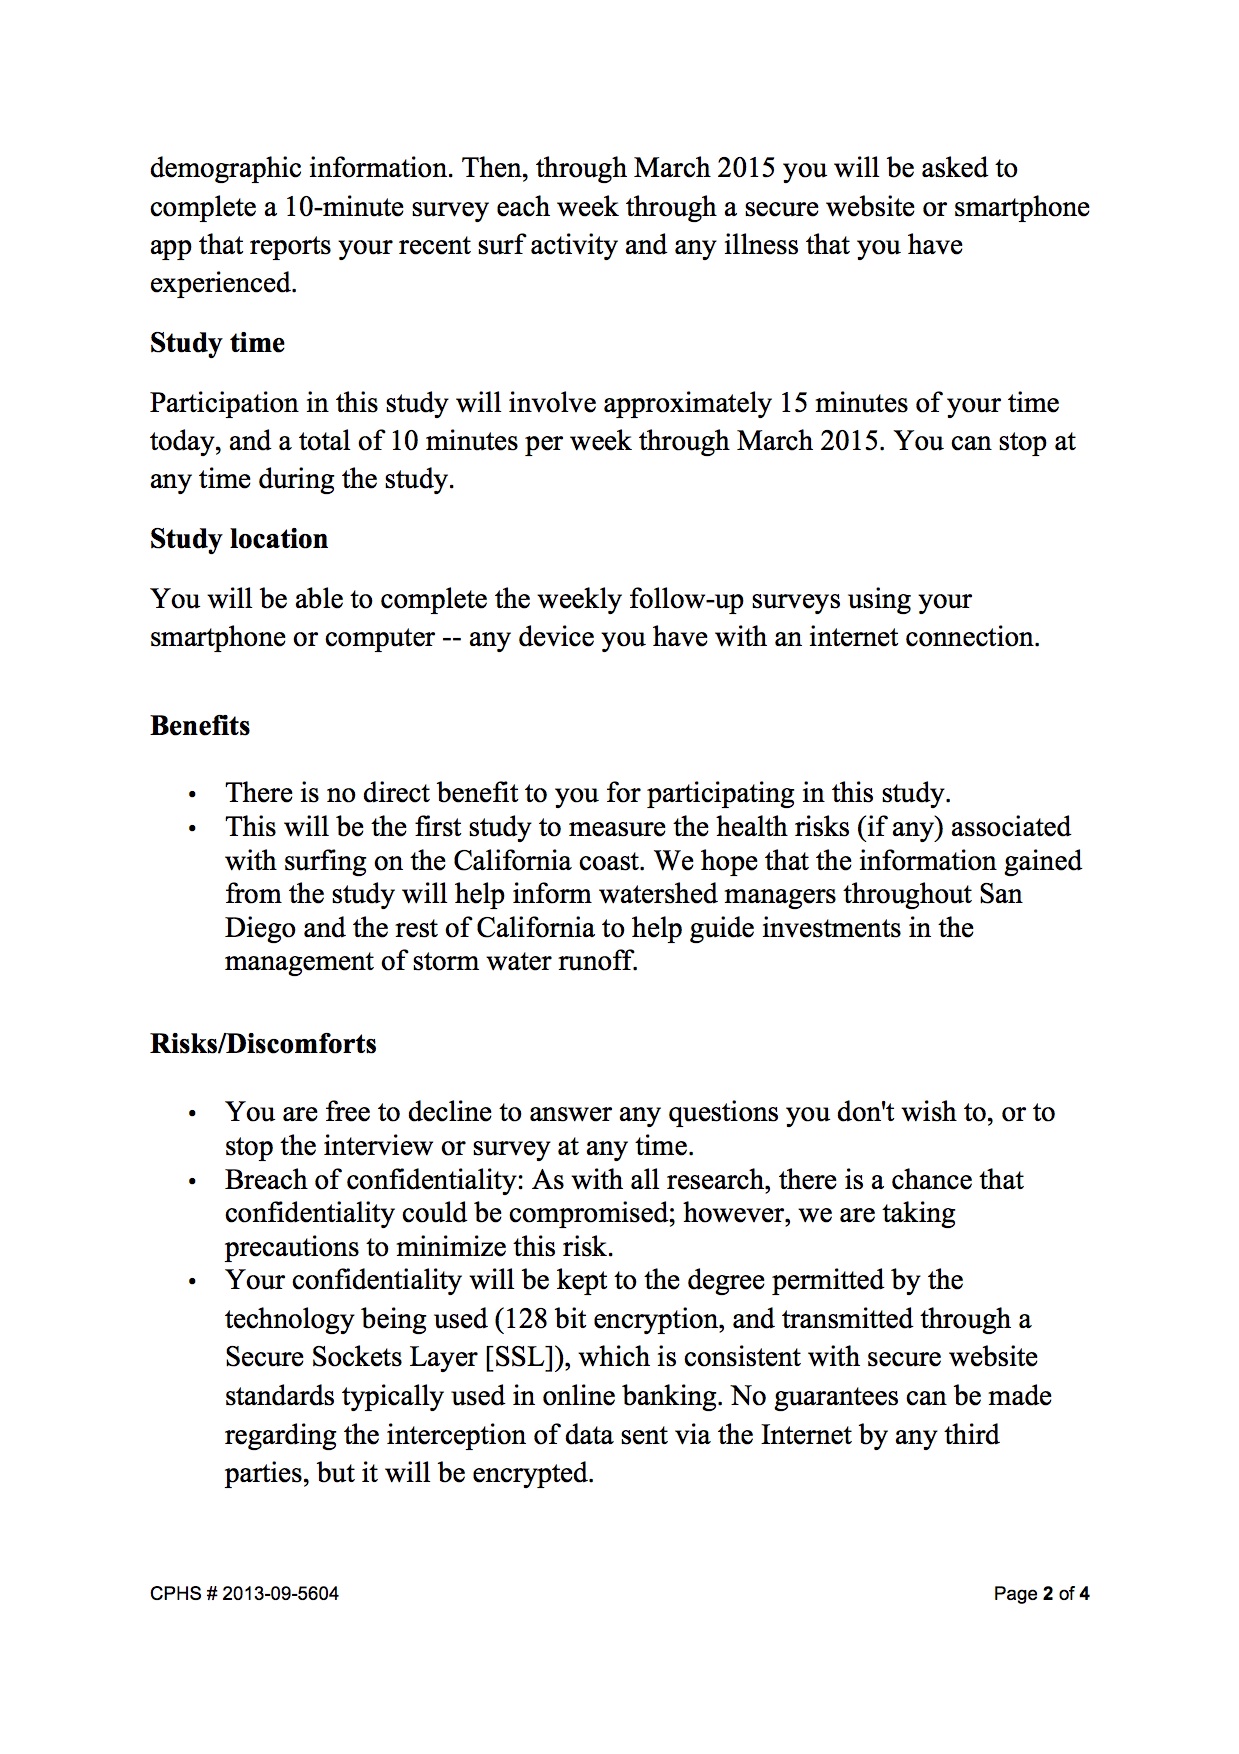 demographic information. Then, through March 2015 you will be asked to
complete a 10-minute survey each week through a secure website or smartphone
app that reports your recent surf activity and any illness that you have
experienced.
Study time
Participation in this study will involve approximately 15 minutes of your time
today, and a total of 10 minutes per week through March 2015. You can stop at
any time during the study.
Study location
You will be able to complete the weekly follow-up surveys using your
smartphone or computer -- any device you have with an internet connection.
Benefits
• There is no direct benefit to you for participating in this study.
• This will be the first study to measure the health risks (if any) associated
with surfing on the California coast. We hope that the information gained
from the study will help inform watershed managers throughout San
Diego and the rest of California to help guide investments in the
management of storm water runoff.
Risks/Discomforts
• You are free to decline to answer any questions you don't wish to, or to
stop the interview or survey at any time.
• Breach of confidentiality: As with all research, there is a chance that
confidentiality could be compromised; however, we are taking
precautions to minimize this risk.
• Your confidentiality will be kept to the degree permitted by the
technology being used (128 bit encryption, and transmitted through a
Secure Sockets Layer [SSL]), which is consistent with secure website
standards typically used in online banking. No guarantees can be made
regarding the interception of data sent via the Internet by any third
parties, but it will be encrypted.
CPHS # 2013-09-5604 Page 2 of 4